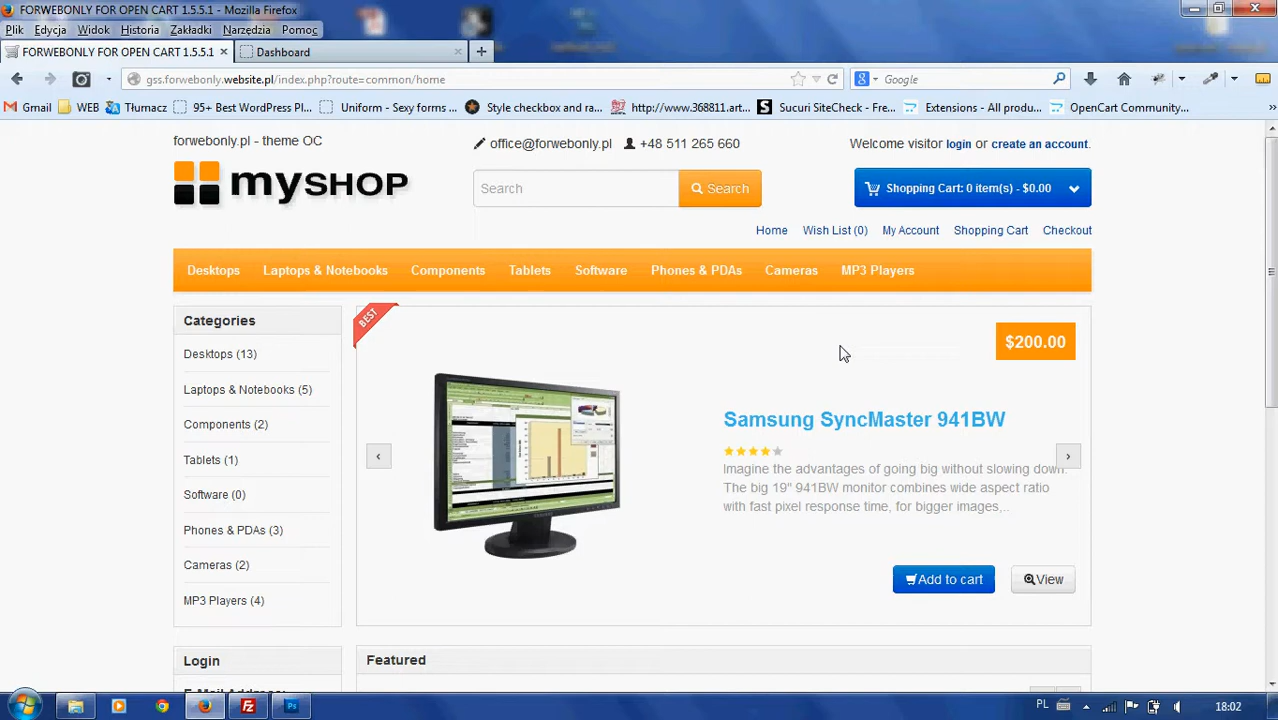 FORWEBONLY FOR OPEN CART 1.5.5.1 - Mozilla Firefox
Plik Edycja Widok Historia Zakładki Narzędzia Pomoc
FORWEBONLY FOR OPEN CART 1.5.5.1 Dashboard
gss.forwebonly.website.pl/index.php?route=common/home
Google
Gmail WEB Tłumacz 95+ Best WordPress Pl... Uniform - Sexy forms ... Style checkbox and ra... http://www.368811.art... Sucuri SiteCheck - Fre... Extensions - All produ... OpenCart Community...
forwebonly.pl - theme OC
office@forwebonly.pl +48 511 265 660
Welcome visitor login or create an account.
mySHOP
Search Search
Shopping Cart: 0 item(s) - $0.00
Home Wish List (0) My Account Shopping Cart Checkout
Desktops Laptops & Notebooks Components Tablets Software Phones & PDAs Cameras MP3 Players
Categories
Desktops (13)
Laptops & Notebooks (5)
Components (2)
Tablets (1)
Software (0)
Phones & PDAs (3)
Cameras (2)
MP3 Players (4)
BEST
$200.00
Samsung SyncMaster 941BW
Imagine the advantages of going big without slowing down.
The big 19" 941BW monitor combines wide aspect ratio
with fast pixel response time, for bigger images,..
Add to cart View
Login
E-Mail Address:
Featured
PL 18:02